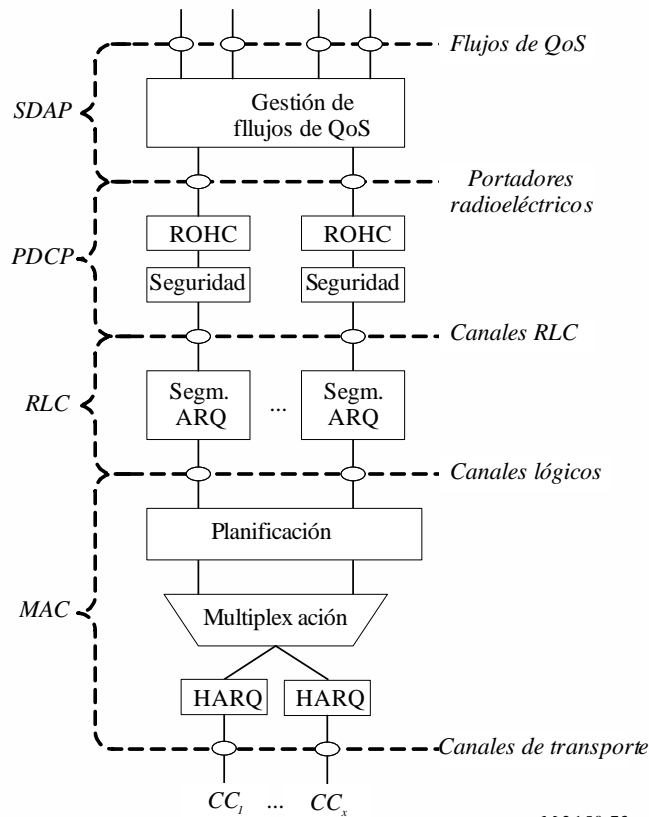 Flujos de QoS
Gestión de
fllujos de QoS
SDAP
Portadores
radioeléctricos
ROHC
ROHC
PDCP
Seguridad
Seguridad
Canales RLC
Segm.
ARQ
...
Segm.
ARQ
RLC
Canales lógicos
Planificación
MAC
Multiplex ación
HARQ
HARQ
Canales de transporte
CC1 ... CCx